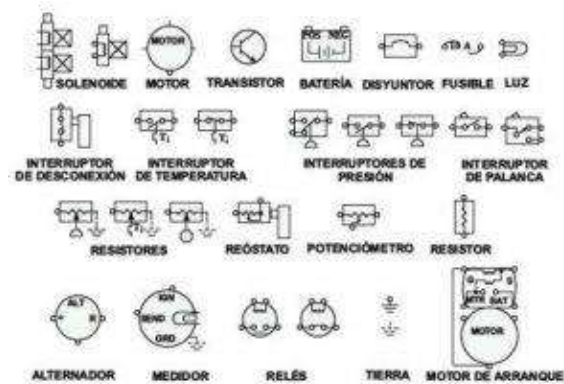 MOTOR
POS NEG
10 A
SOLENOIDE MOTOR TRANSISTOR BATERÍA DISYUNTOR FUSIBLE LUZ
INTERRUPTOR DE DESCONEXIÓN
INTERRUPTOR DE TEMPERATURA
INTERRUPTORES DE PRESIÓN
INTERRUPTOR DE PALANCA
RESISTORES REÓSTATO POTENCIÓMETRO RESISTOR
ALT
R
IGN
SEND
GRD
MTR BAT
MOTOR
ALTERNADOR MEDIDOR RELÉS TIERRA MOTOR DE ARRANQUE